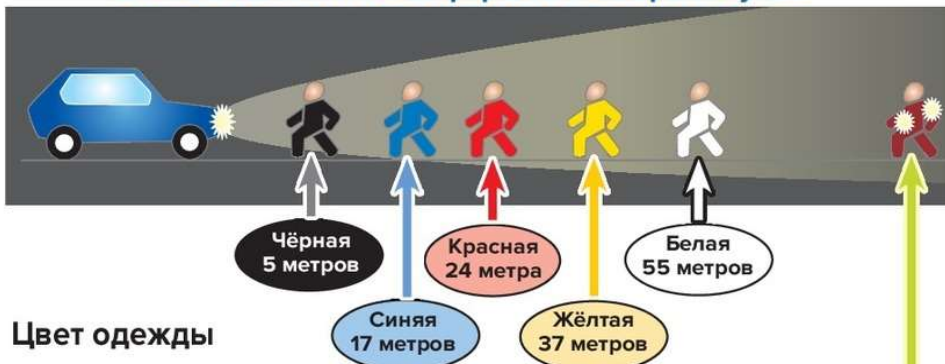 Чёрная
5 метров
Красная
24 метра
Белая
55 метров
Цвет одежды
Синяя
17 метров
Жёлтая
37 метров